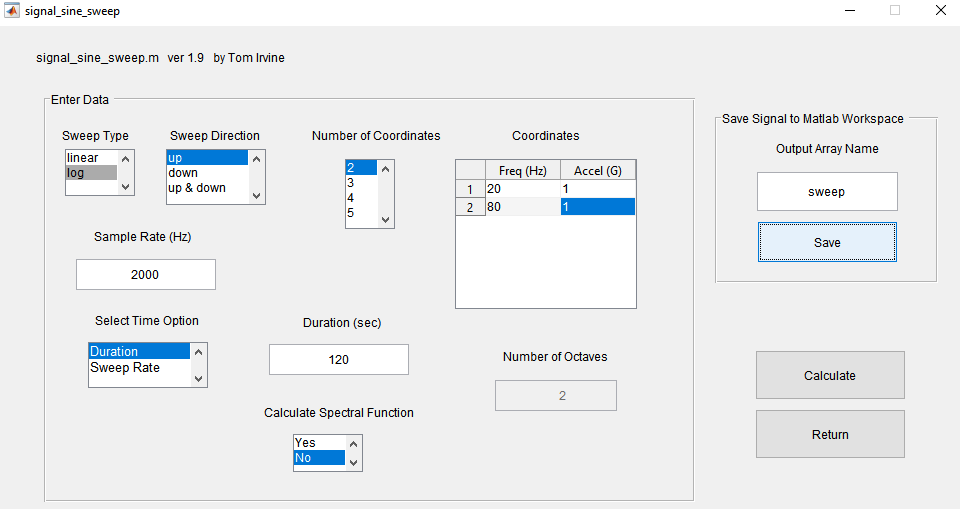 signal_sine_sweep
signal_sine_sweep.m ver 1.9 by Tom Irvine
Enter Data
Sweep Type
linear
log
Sweep Direction
up
down
up & down
Number of Coordinates
2
3
4
5
Coordinates
Freq (Hz) Accel (G)
1 20 1
2 80 1
Sample Rate (Hz)
2000
Select Time Option
Duration
Sweep Rate
Duration (sec)
120
Number of Octaves
2
Calculate Spectral Function
Yes
No
Save Signal to Matlab Workspace
Output Array Name
sweep
Save
Calculate
Return